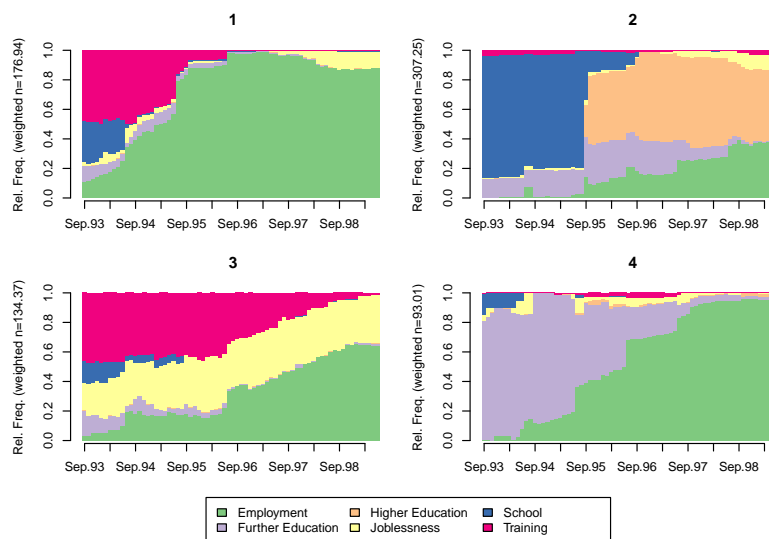 1
Rel. Freq. (weighted n=176.94)
1.0
0.8
0.6
0.4
0.2
0.0
Sep.93 Sep.94 Sep.95 Sep.96 Sep.97 Sep.98
2
Rel. Freq. (weighted n=307.25)
1.0
0.8
0.6
0.4
0.2
0.0
Sep.93 Sep.94 Sep.95 Sep.96 Sep.97 Sep.98
3
Rel. Freq. (weighted n=134.37)
1.0
0.8
0.6
0.4
0.2
0.0
Sep.93 Sep.94 Sep.95 Sep.96 Sep.97 Sep.98
4
Rel. Freq. (weighted n=93.01)
1.0
0.8
0.6
0.4
0.2
0.0
Sep.93 Sep.94 Sep.95 Sep.96 Sep.97 Sep.98
Employment Higher Education School
Further Education Joblessness Training